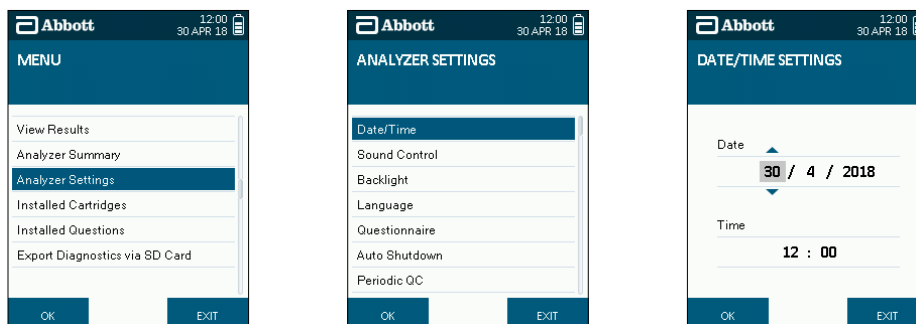 Abbott
12:00
30 APR 18
MENU
View Results
Analyzer Summary
Analyzer Settings
Installed Cartridges
Installed Questions
Export Diagnostics via SD Card
OK EXIT
Abbott
12:00
30 APR 18
ANALYZER SETTINGS
Date/Time
Sound Control
Backlight
Language
Questionnaire
Auto Shutdown
Periodic QC
OK EXIT
Abbott
12:00
30 APR 18
DATE/TIME SETTINGS
Date
30 / 4 / 2018
Time
12 : 00
OK EXIT